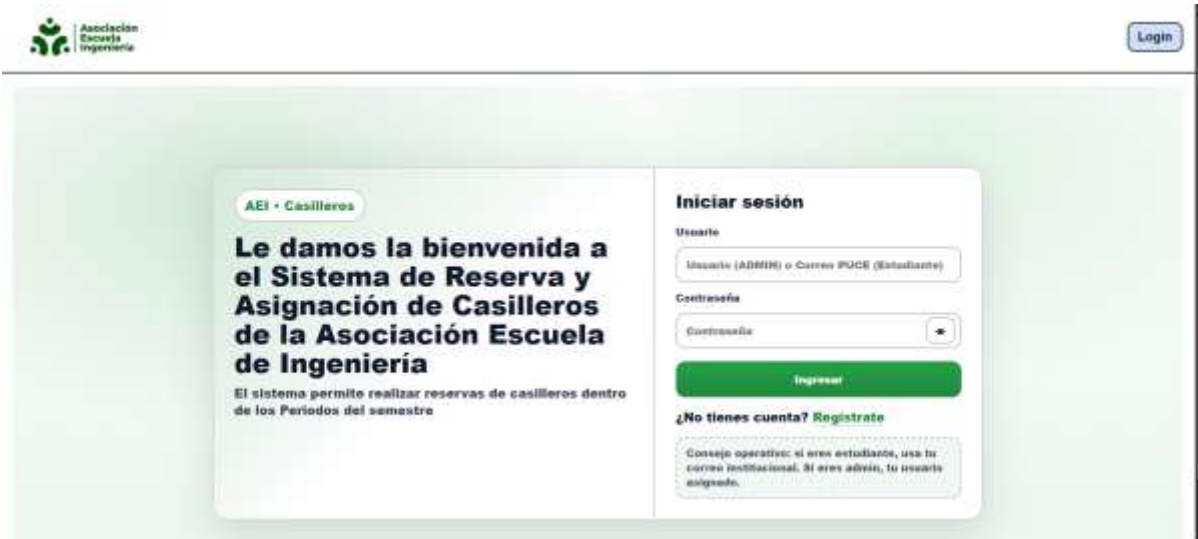 Asociación
Escuela
Ingeniería
Login
AEI • Casilleros
Le damos la bienvenida a
el Sistema de Reserva y
Asignación de Casilleros
de la Asociación Escuela
de Ingeniería
El sistema permite realizar reservas de casilleros dentro
de los Periodos del semestre
Iniciar sesión
Usuario
Usuario (ADMIN) o Correo PUCE (Estudiante)
Contraseña
Contraseña
Ingresar
¿No tienes cuenta? Regístrate
Consejo operativo: si eres estudiante, usa tu
correo institucional. Si eres admin, tu usuario
asignado.